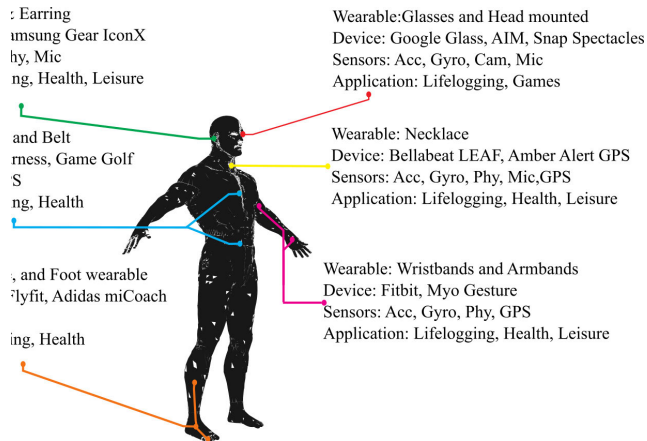 Earring
amsung Gear IconX
hy, Mic
ng, Health, Leisure
and Belt
rness, Game Golf
PS
ng, Health
, and Foot wearable
Flyfit, Adidas miCoach
ing, Health
Wearable:Glasses and Head mounted
Device: Google Glass, AIM, Snap Spectacles
Sensors: Acc, Gyro, Cam, Mic
Application: Lifelogging, Games
Wearable: Necklace
Device: Bellabeat LEAF, Amber Alert GPS
Sensors: Acc, Gyro, Phy, Mic,GPS
Application: Lifelogging, Health, Leisure
Wearable: Wristbands and Armbands
Device: Fitbit, Myo Gesture
Sensors: Acc, Gyro, Phy, GPS
Application: Lifelogging, Health, Leisure